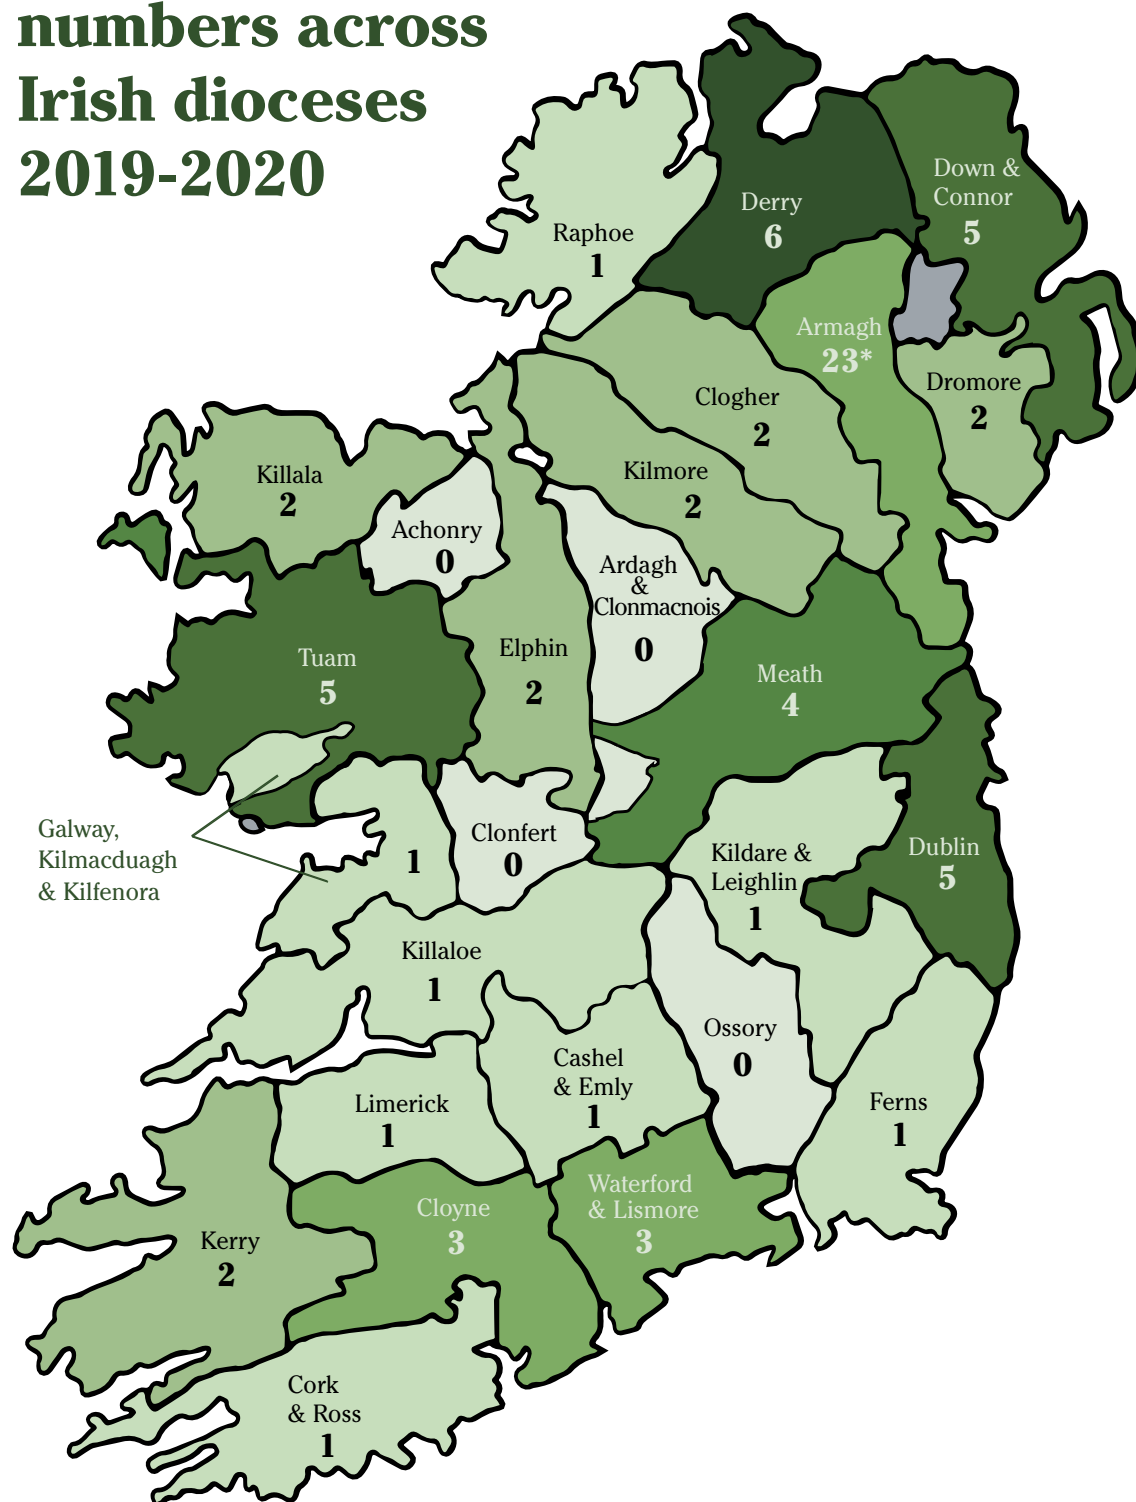 numbers across
Irish dioceses
2019-2020
Down &
Connor
5
Derry
6
Raphoe
1
Armagh
23*
Dromore
2
Clogher
2
Kilmore
2
Killala
2
Achonry
0
Ardagh
&
Clonmacnois
0
Elphin
2
Tuam
5
Meath
4
Galway,
Kilmacduagh
& Kilfenora
1
Clonfert
0
Kildare &
Leighlin
1
Dublin
5
Killaloe
1
Ossory
0
Cashel
& Emly
1
Limerick
1
Ferns
1
Waterford
& Lismore
3
Cloyne
3
Kerry
2
Cork
& Ross
1